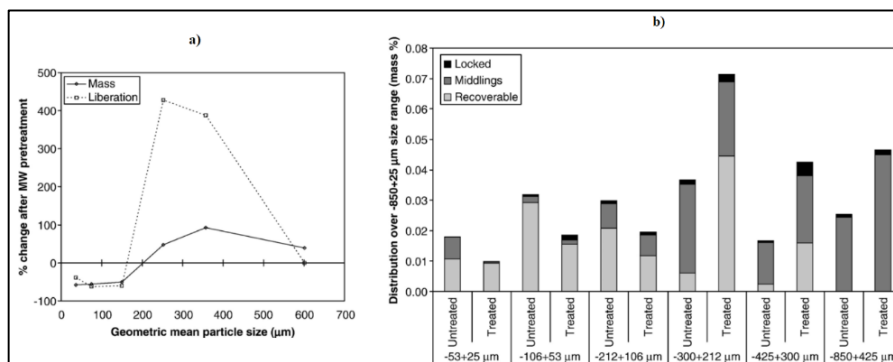 a)
500
400
300
200
100
0
-100
Mass
Liberation
% change after MW pretreatment
0 100 200 300 400 500 600 700
Geometric mean particle size (µm)
b)
0.08
0.07
0.06
0.05
0.04
0.03
0.02
0.01
0.00
Locked
Middlings
Recoverable
Distribution over -850+25 µm size range (mass %)
Untreated Treated Untreated Treated Untreated Treated Untreated Treated Untreated Treated Untreated Treated
-53+25 µm -106+53 µm -212+106 µm -300+212 µm -425+300 µm -850+425 µm